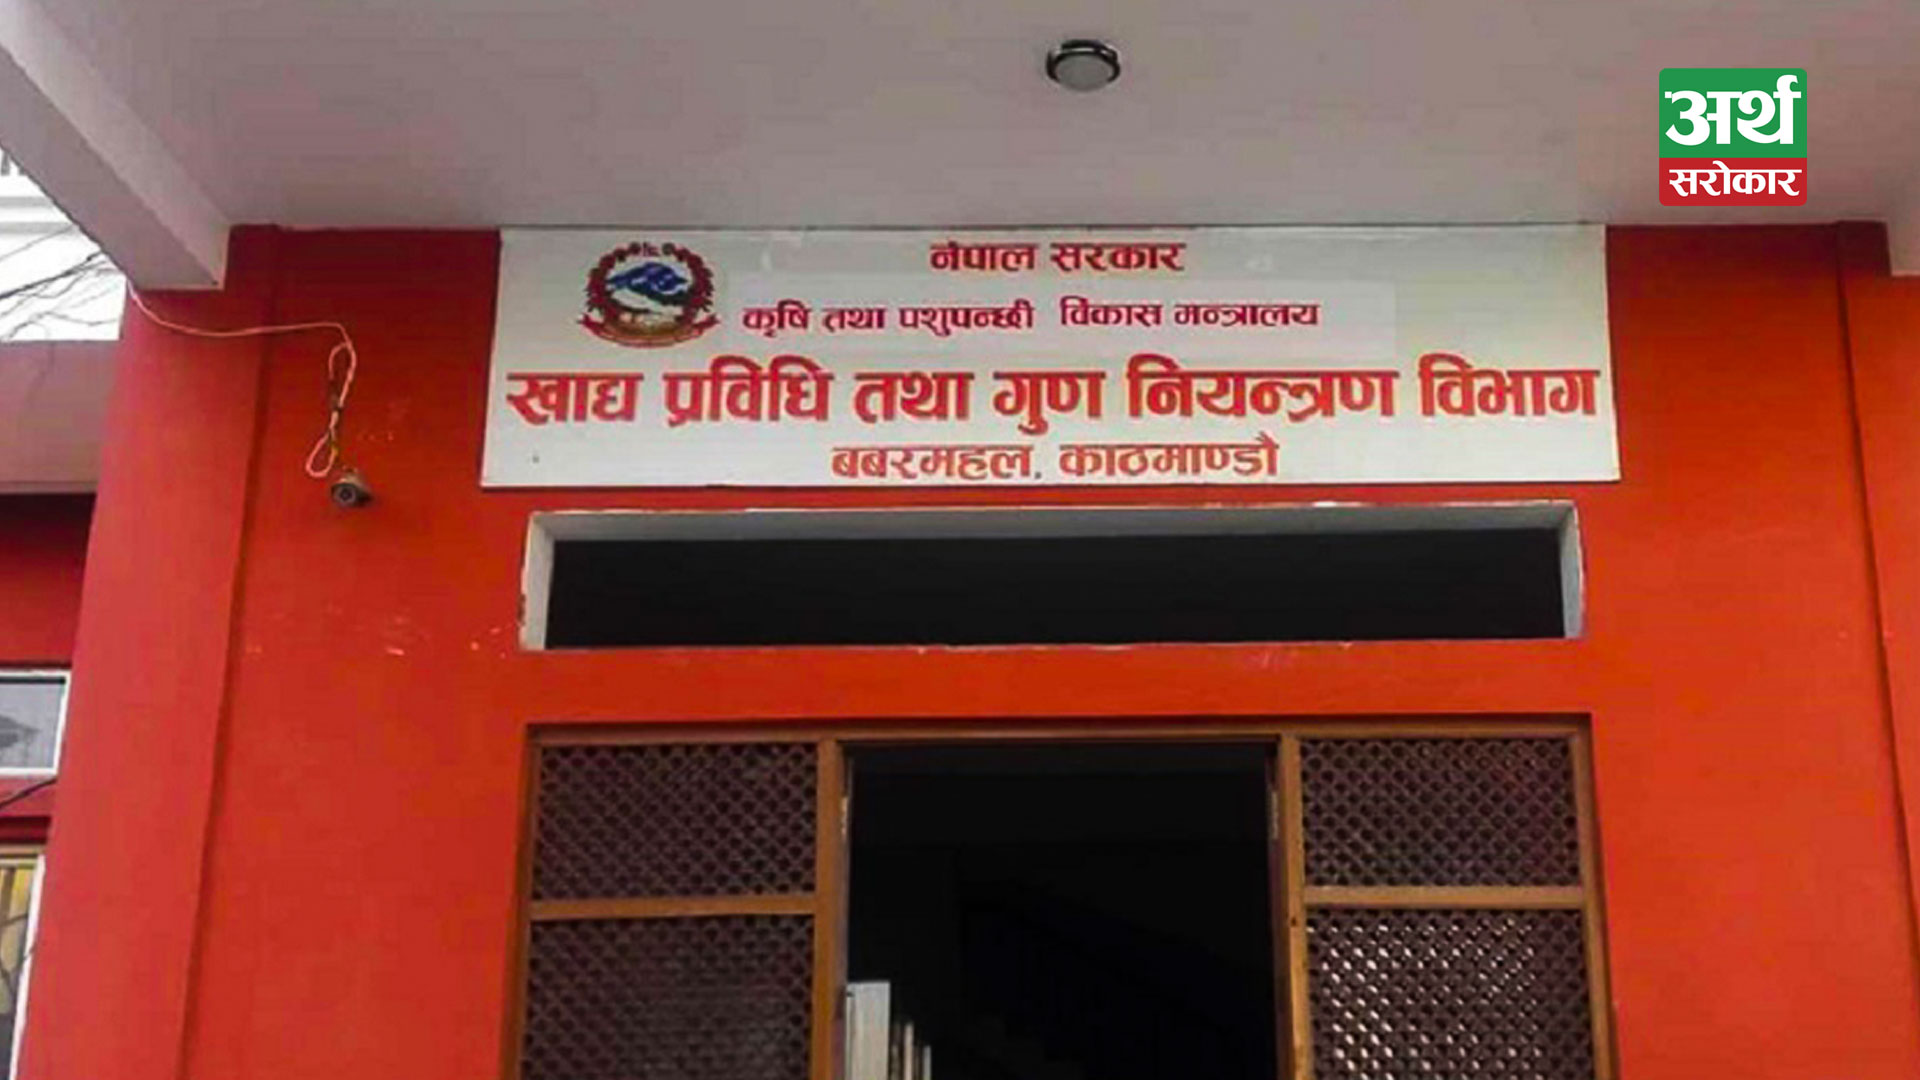 अर्थ
सरोकार
नेपाल सरकार
कृषि तथा पशुपन्छी विकास मन्त्रालय
खाद्य प्रविधि तथा गुण नियन्त्रण विभाग
बबरमहल, काठमाण्डौ